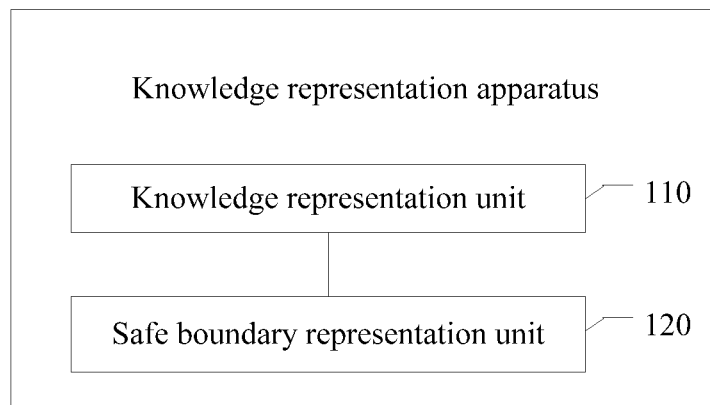 Knowledge representation apparatus
Knowledge representation unit
110
Safe boundary representation unit
120